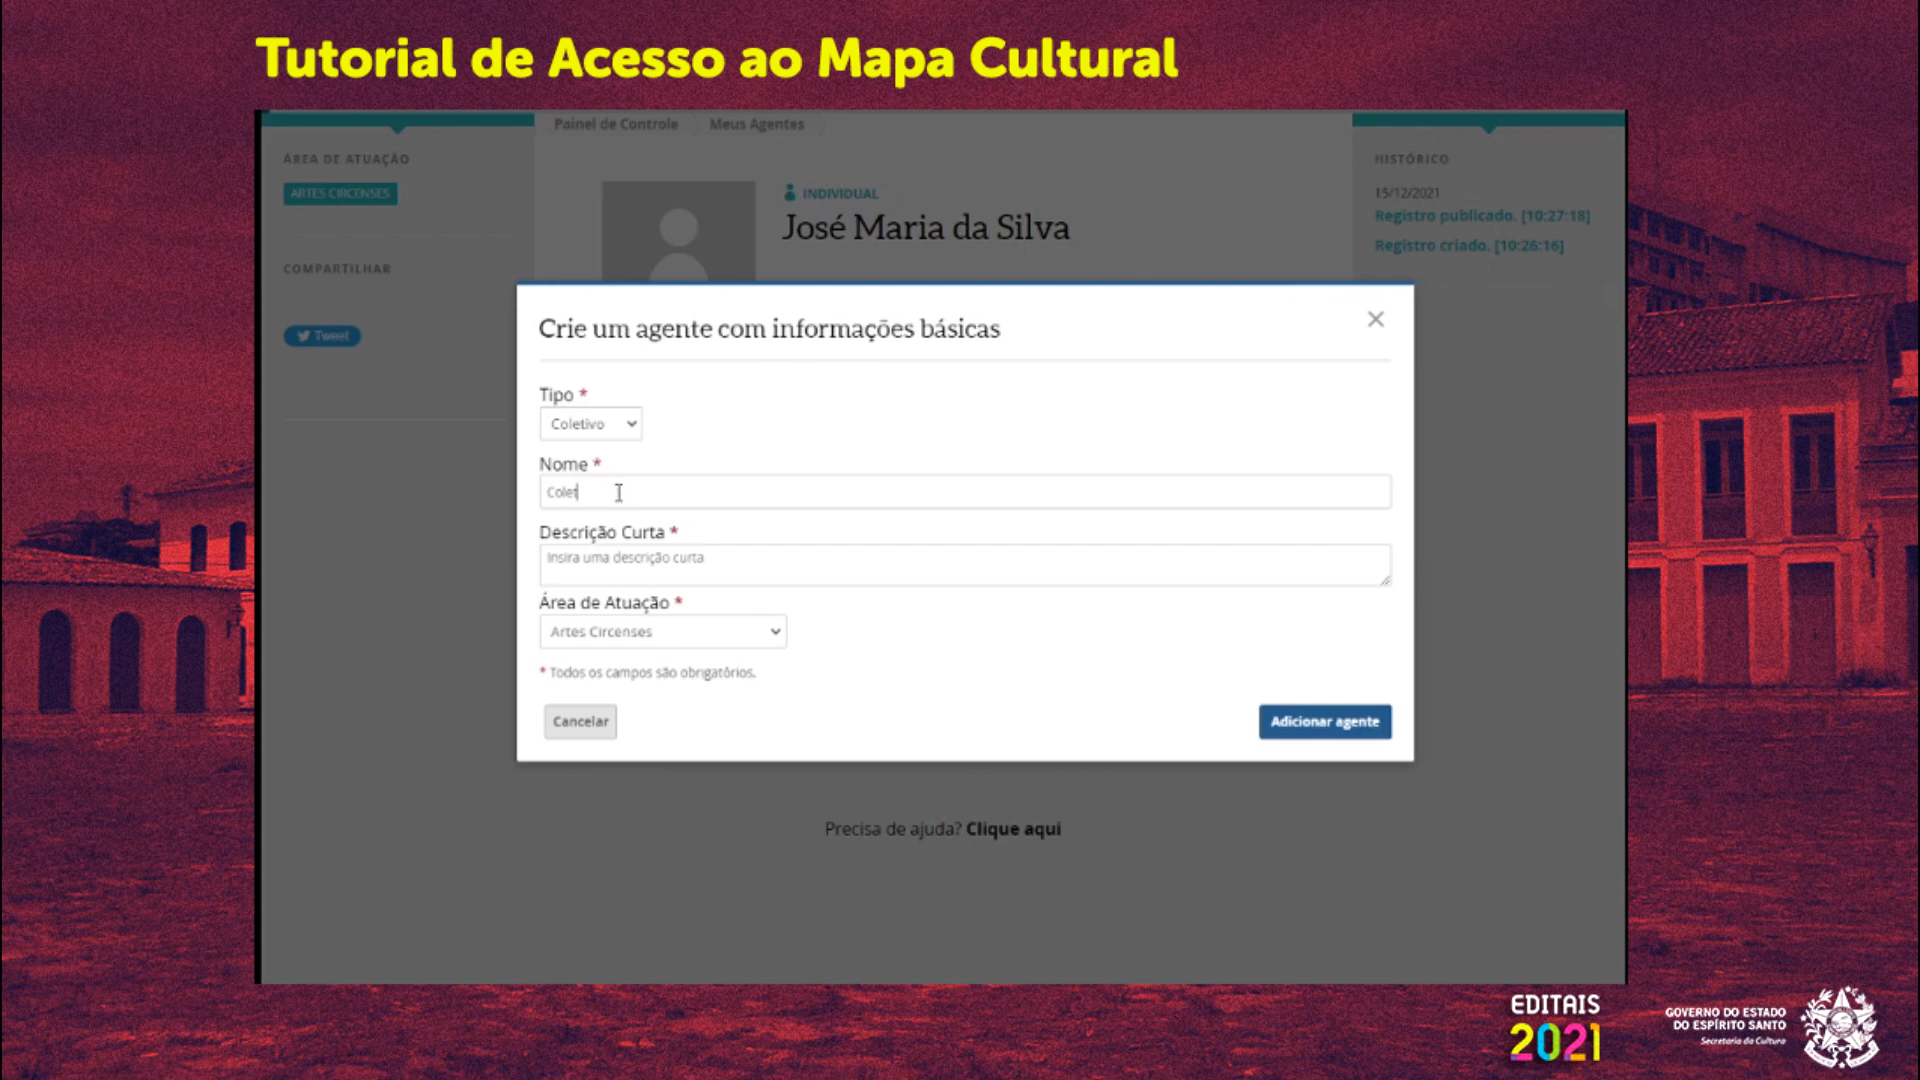 Tutorial de Acesso ao Mapa Cultural
Painel de Controle
Meus Agentes
ÁREA DE ATUAÇÃO
ARTES CIRCENSES
COMPARTILHAR
Tweet
INDIVIDUAL
José Maria da Silva
HISTÓRICO
15/12/2021
Registro publicado. [10:27:18]
Registro criado. [10:26:16]
Crie um agente com informações básicas
Tipo *
Coletivo
Nome *
Colet
Descrição Curta *
Insira uma descrição curta
Área de Atuação *
Artes Circenses
* Todos os campos são obrigatórios.
Cancelar
Adicionar agente
Precisa de ajuda? Clique aqui
EDITAIS
2021
GOVERNO DO ESTADO
DO ESPÍRITO SANTO
Secretaria da Cultura